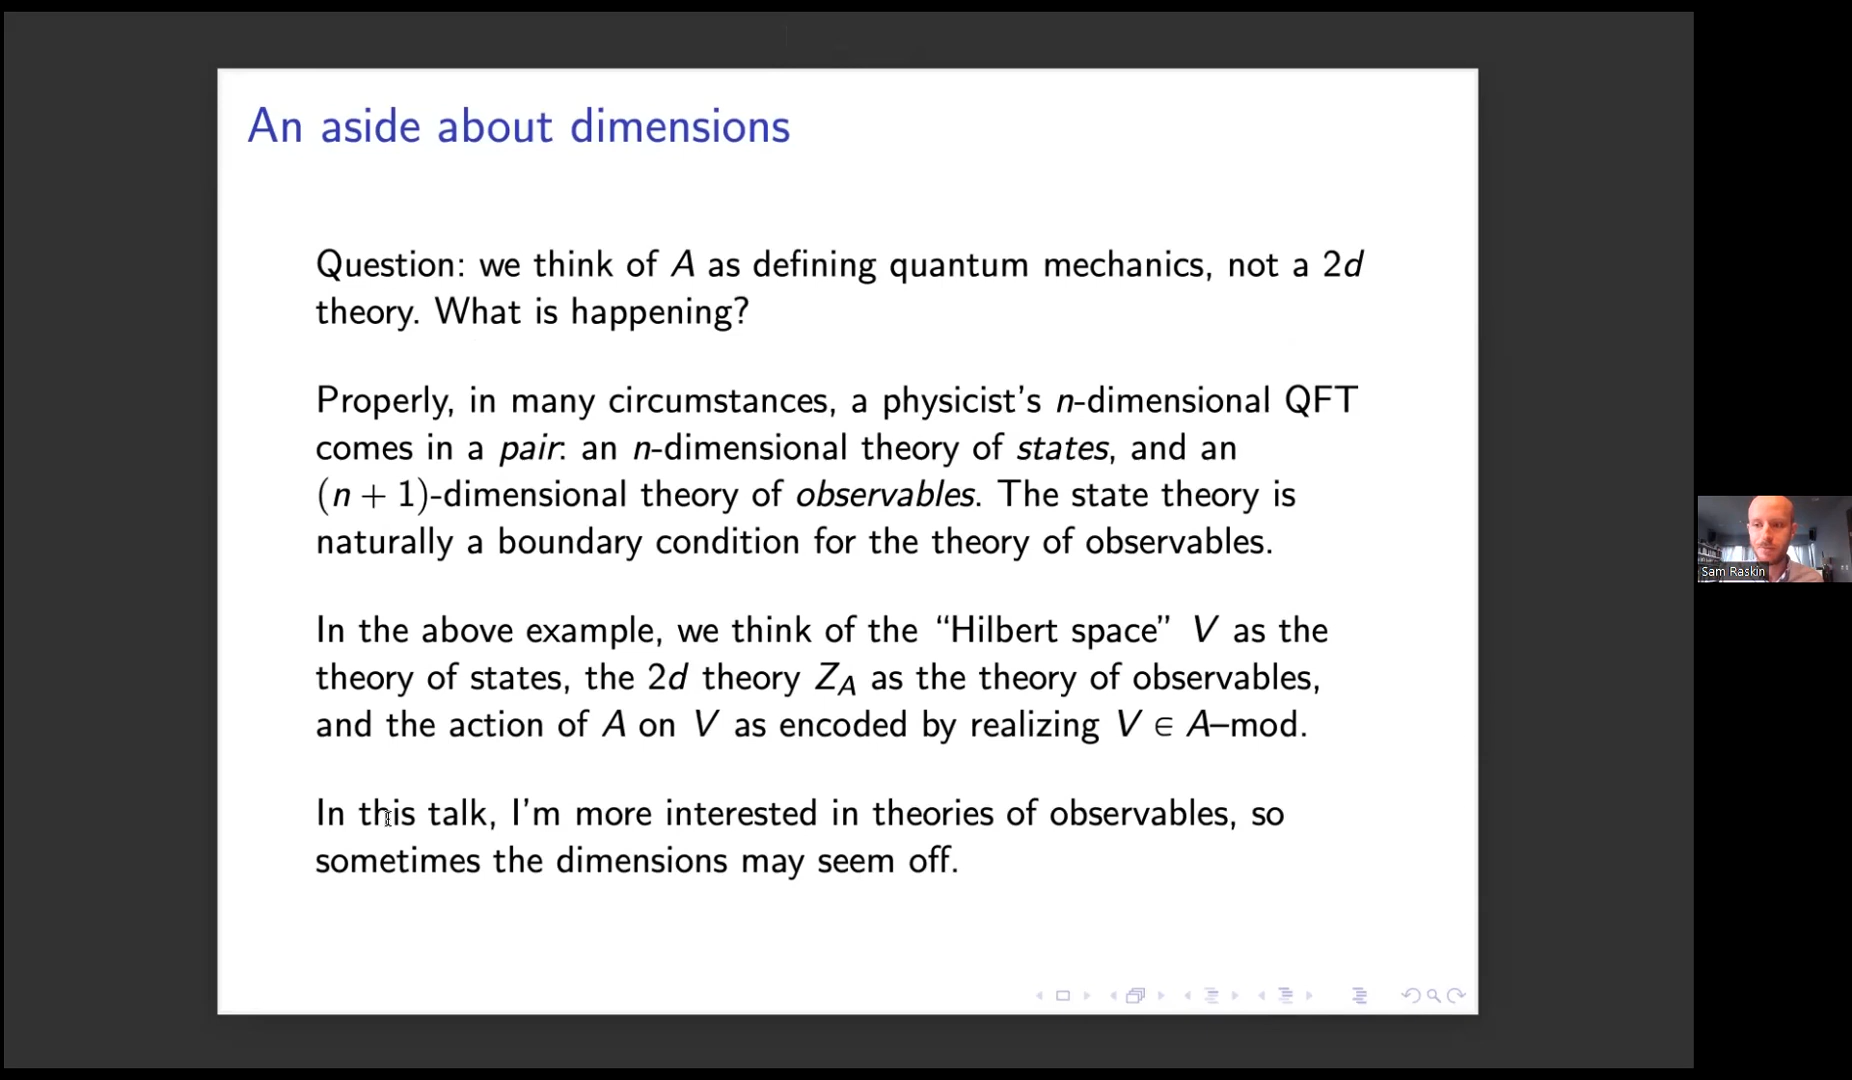 An aside about dimensions
Question: we think of A as defining quantum mechanics, not a 2d
theory. What is happening?
Properly, in many circumstances, a physicist's n-dimensional QFT
comes in a pair: an n-dimensional theory of states, and an
(n + 1)-dimensional theory of observables. The state theory is
naturally a boundary condition for the theory of observables.
In the above example, we think of the “Hilbert space” V as the
theory of states, the 2d theory Z_A as the theory of observables,
and the action of A on V as encoded by realizing V ∈ A–mod.
In this talk, I'm more interested in theories of observables, so
sometimes the dimensions may seem off.
Sam Raskin